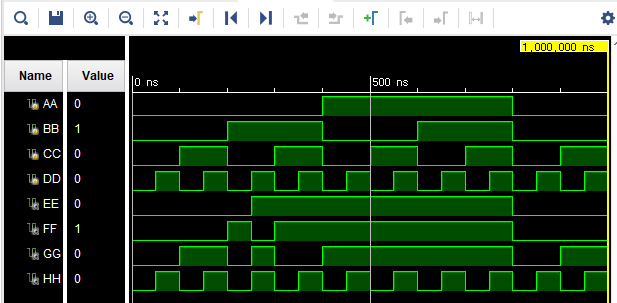 1,000,000 ns
Name Value
0 ns 500 ns
AA 0
BB 1
CC 0
DD 0
EE 0
FF 1
GG 0
HH 0